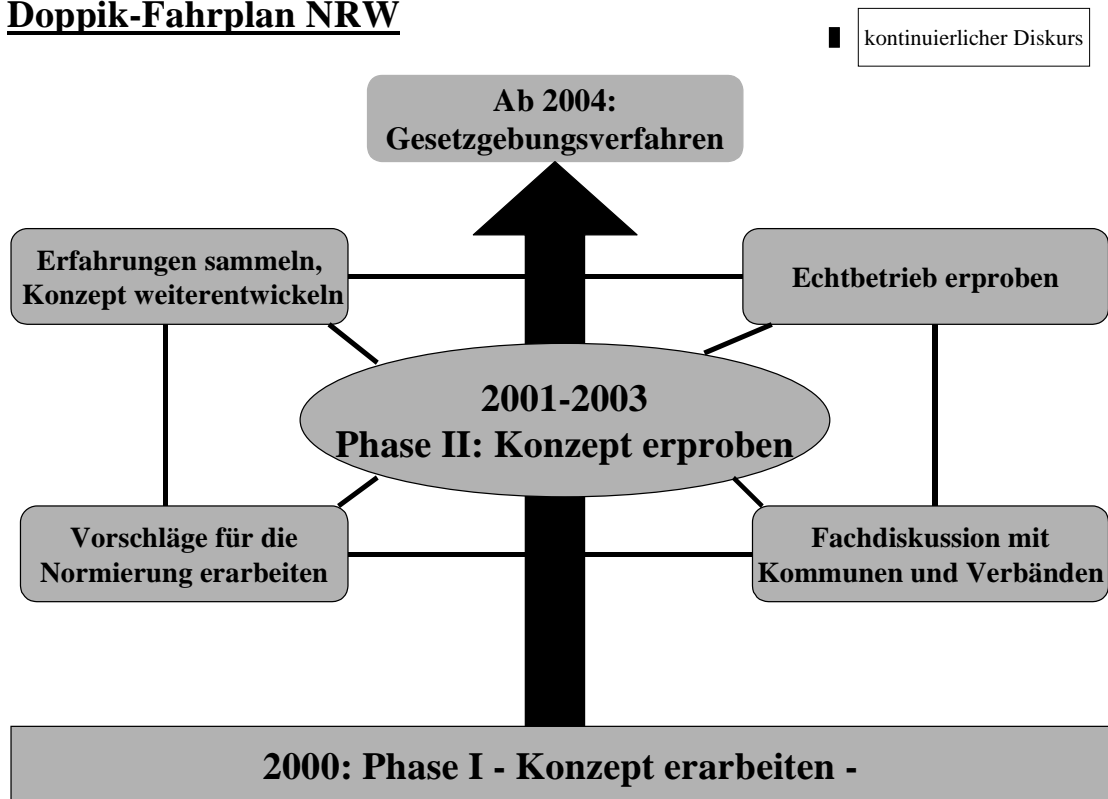 Doppik-Fahrplan NRW
kontinuierlicher Diskurs
Ab 2004:
Gesetzgebungsverfahren
Erfahrungen sammeln,
Konzept weiterentwickeln
Echtbetrieb erproben
2001-2003
Phase II: Konzept erproben
Vorschläge für die
Normierung erarbeiten
Fachdiskussion mit
Kommunen und Verbänden
2000: Phase I - Konzept erarbeiten -